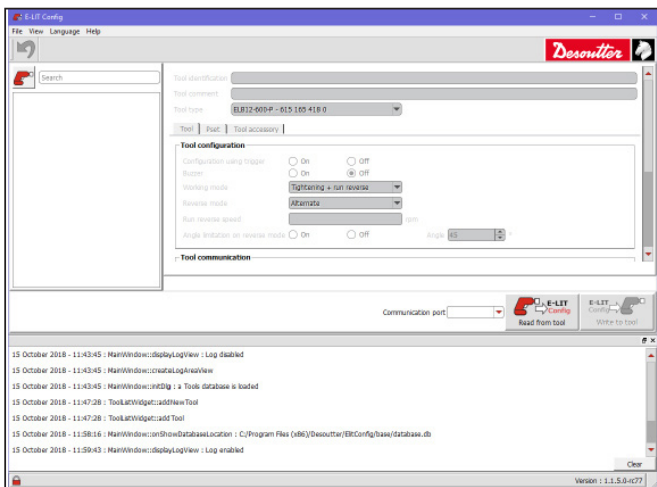 E-LIT Config
File View Language Help
Desoutter
Search
Tool identification
Tool comment
Tool type ELB12-600-P - 615 165 418 0
Tool Pset Tool accessory
Tool configuration
Configuration using trigger On Off
Buzzer On Off
Working mode Tightening + run reverse
Reverse mode Alternate
Run reverse speed rpm
Angle limitation on reverse mode On Off Angle 45 °
Tool communication
Communication port
E-LIT Config
Read from tool
E-LIT Config
Write to tool
15 October 2018 - 11:43:45 : MainWindow::displayLogView : Log disabled
15 October 2018 - 11:43:45 : MainWindow::createLogAreaView
15 October 2018 - 11:43:45 : MainWindow::initDlg : a Tools database is loaded
15 October 2018 - 11:47:28 : ToolListWidget::addNewTool
15 October 2018 - 11:47:28 : ToolListWidget::add Tool
15 October 2018 - 11:58:16 : MainWindow::onShowDatabaseLocation : C:/Program Files (x86)/Desoutter/ElitConfig/base/database.db
15 October 2018 - 11:59:43 : MainWindow::displayLogView : Log enabled
Clear
Version : 1.1.5.0-rc77